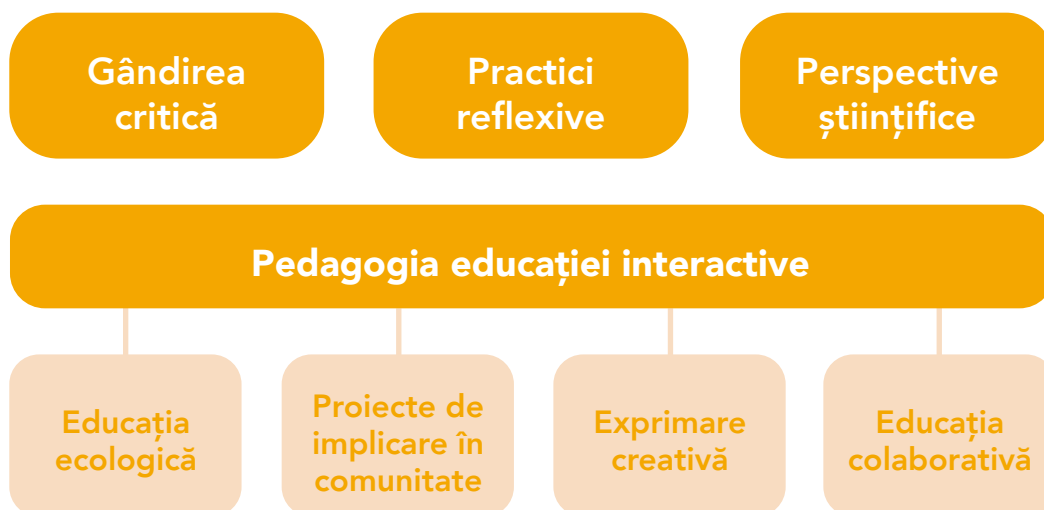 Gândirea
critică
Practici
reflexive
Perspective
științifice
Pedagogia educației interactive
Educația
ecologică
Proiecte de
implicare în
comunitate
Exprimare
creativă
Educația
colaborativă